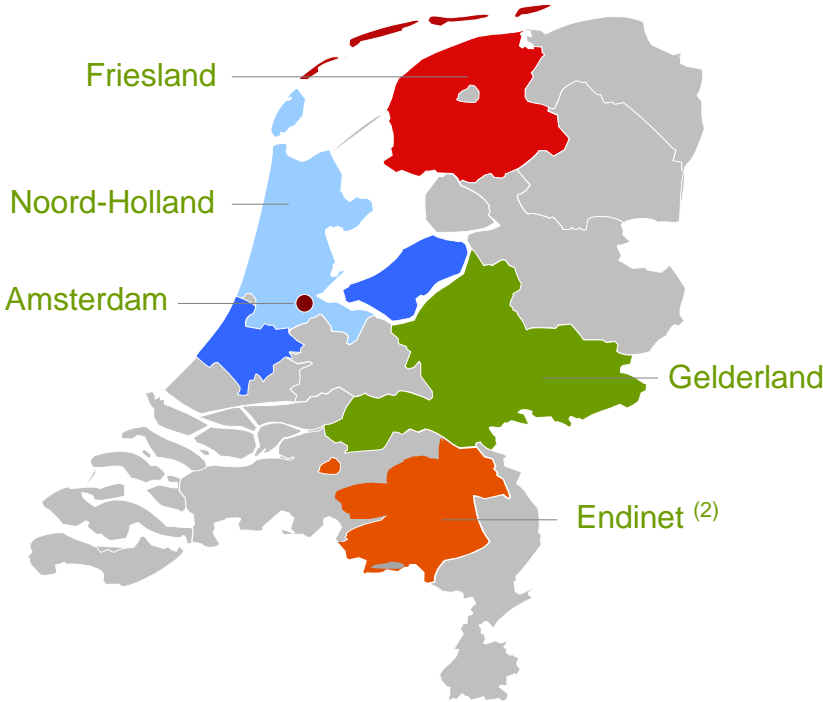 Friesland
Noord-Holland
Amsterdam
Gelderland
Endinet (2)